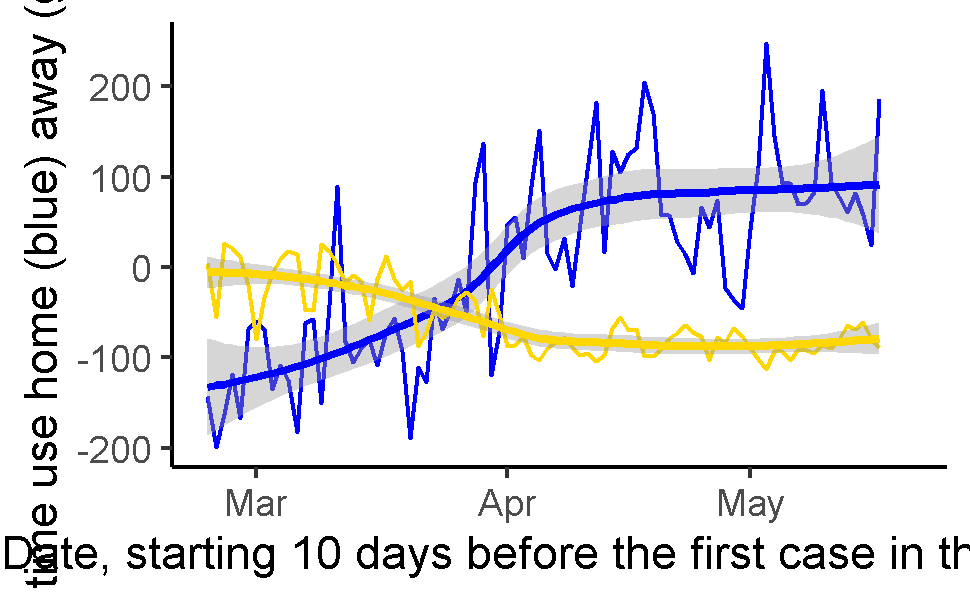 time use home (blue) away (
200
100
0
-100
-200
Mar
Apr
May
Date, starting 10 days before the first case in th